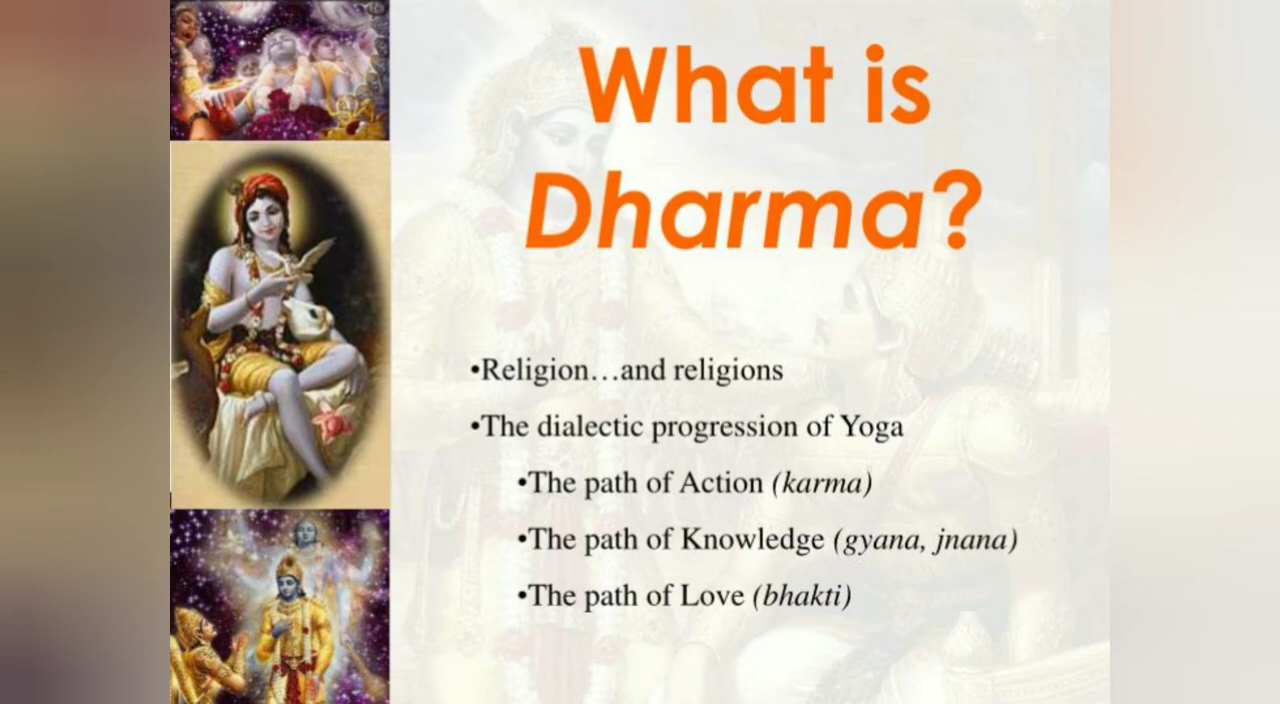 What is
Dharma?
•Religion…and religions
•The dialectic progression of Yoga
•The path of Action (karma)
•The path of Knowledge (gyana, jnana)
•The path of Love (bhakti)